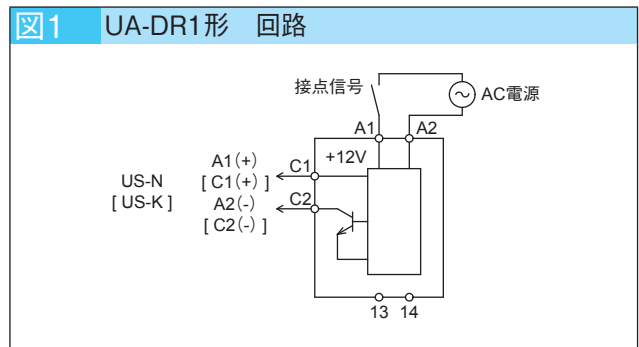 図1 UA-DR1形 回路
接点信号
AC電源
A1 A2
A1(+) C1 +12V
US-N [ C1(+) ]
[ US-K ] A2(-) C2
[ C2(-) ]
13 14